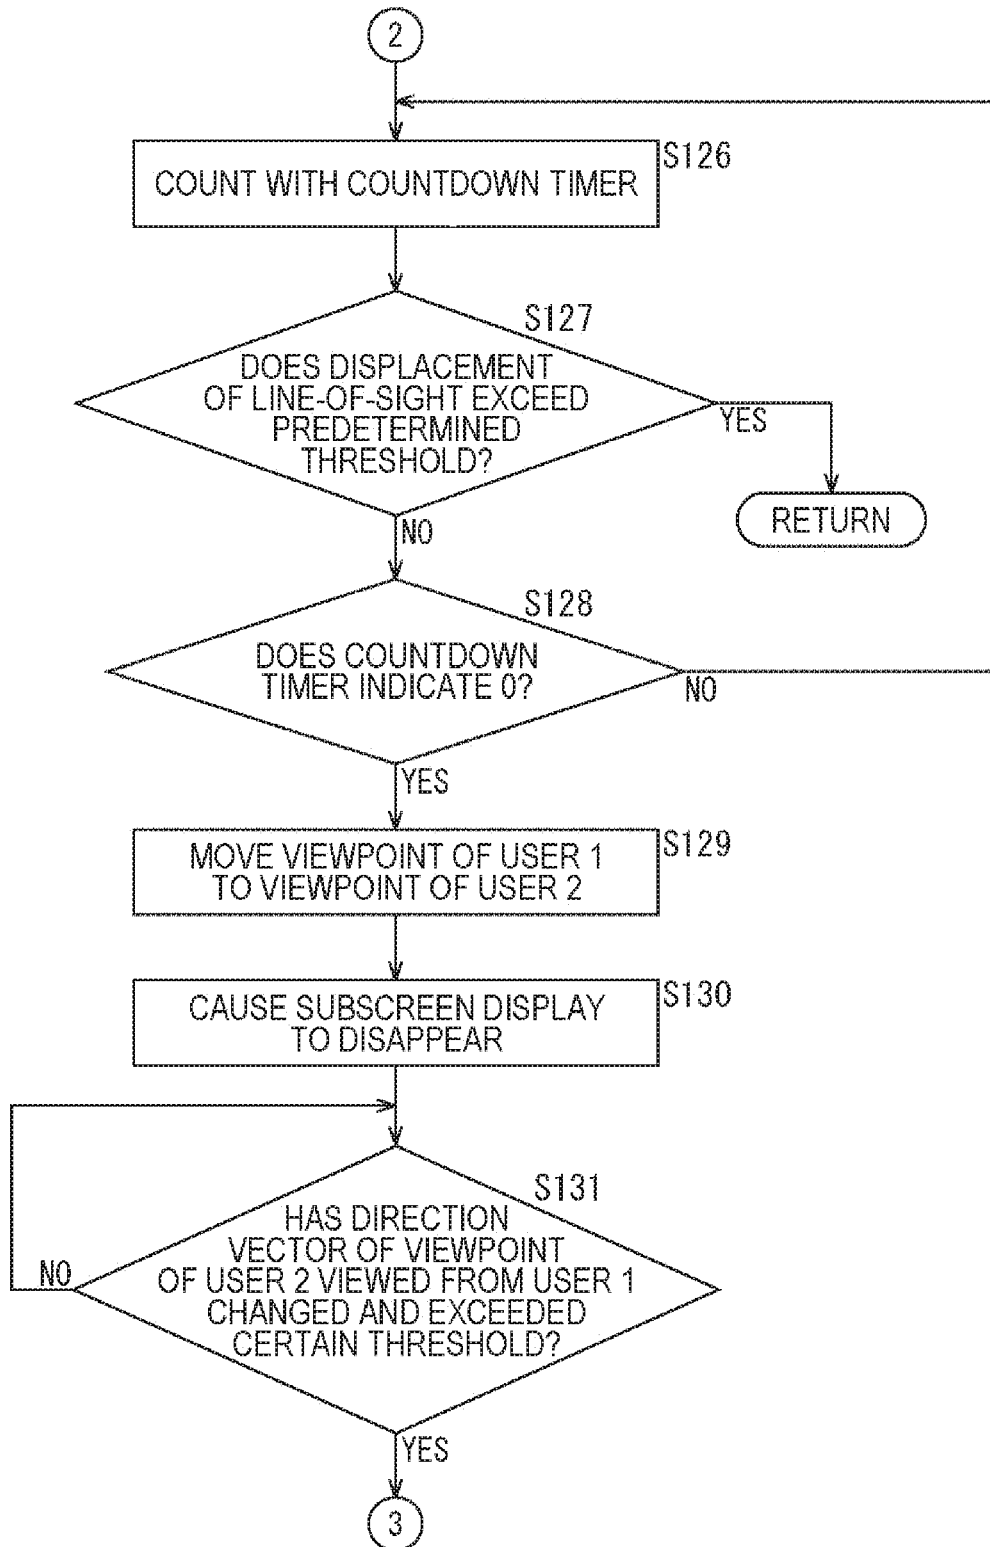 2
S126
COUNT WITH COUNTDOWN TIMER
S127
DOES DISPLACEMENT
OF LINE-OF-SIGHT EXCEED
PREDETERMINED
THRESHOLD?
YES
RETURN
NO
S128
DOES COUNTDOWN
TIMER INDICATE 0?
NO
YES
S129
MOVE VIEWPOINT OF USER 1
TO VIEWPOINT OF USER 2
S130
CAUSE SUBSCREEN DISPLAY
TO DISAPPEAR
S131
HAS DIRECTION
VECTOR OF VIEWPOINT
OF USER 2 VIEWED FROM USER 1
CHANGED AND EXCEEDED
CERTAIN THRESHOLD?
NO
YES
3